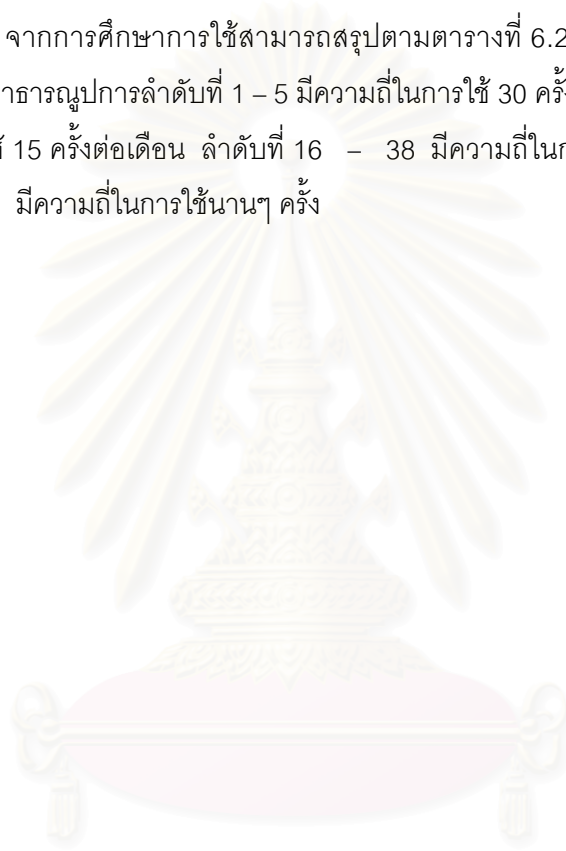 จากการศึกษาการใช้สามารถสรุปตามตารางที่ 6.2
าธารณูปการลำดับที่ 1 – 5 มีความถี่ในการใช้ 30 ครั้ง
15 ครั้งต่อเดือน ลำดับที่ 16 – 38 มีความถี่ใน
มีความถี่ในการใช้นานๆ ครั้ง